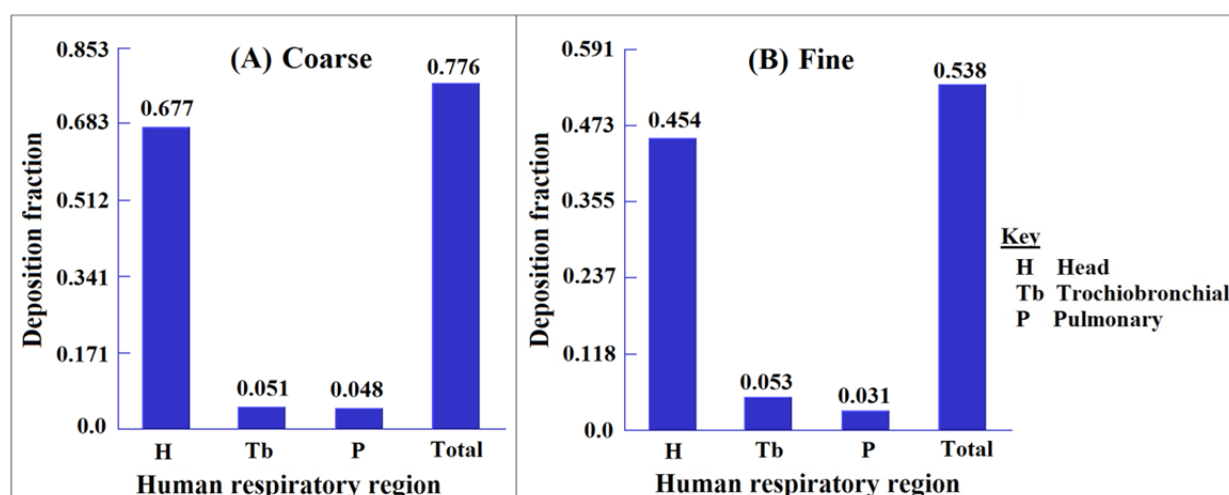 (A) Coarse
Deposition fraction
0.853
0.683
0.512
0.341
0.171
0.0
0.677
0.051
0.048
0.776
H Tb P Total
Human respiratory region
(B) Fine
Deposition fraction
0.591
0.473
0.355
0.237
0.118
0.0
0.454
0.053
0.031
0.538
H Tb P Total
Human respiratory region
Key
H Head
Tb Trochiobronchial
P Pulmonary